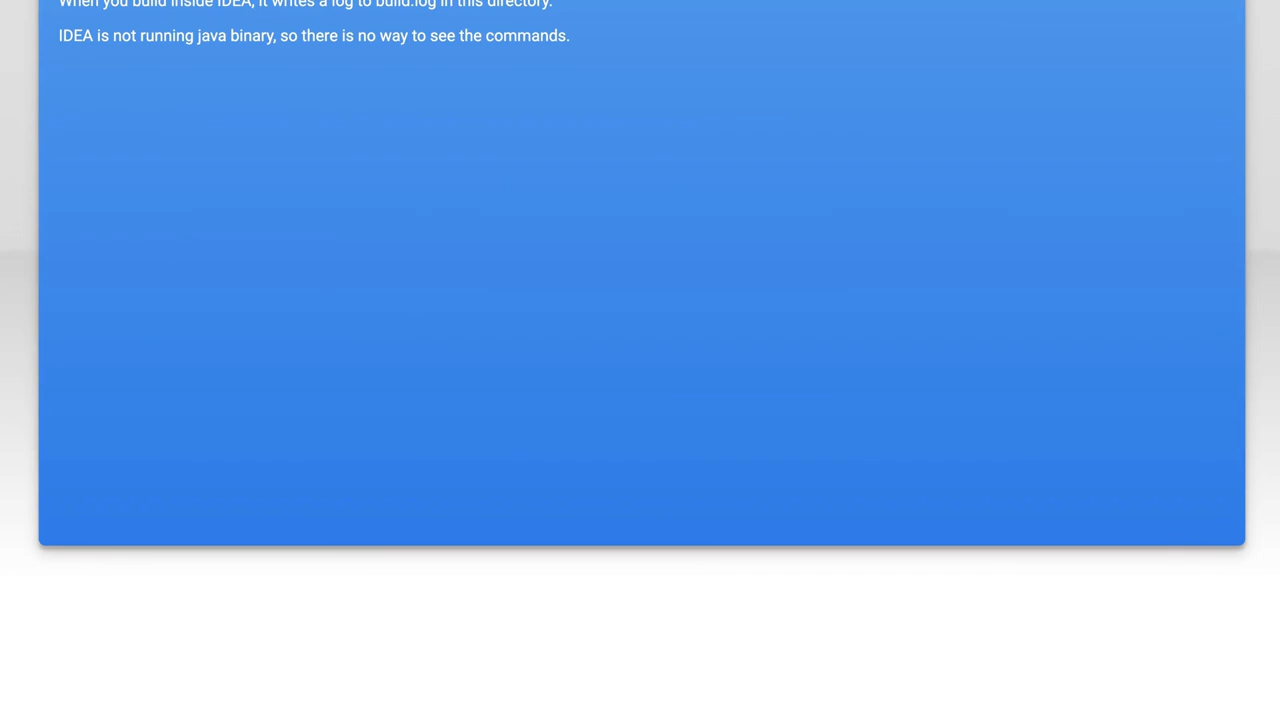 When you build inside IDEA, it writes a log to build.log in this directory.
IDEA is not running java binary, so there is no way to see the commands.